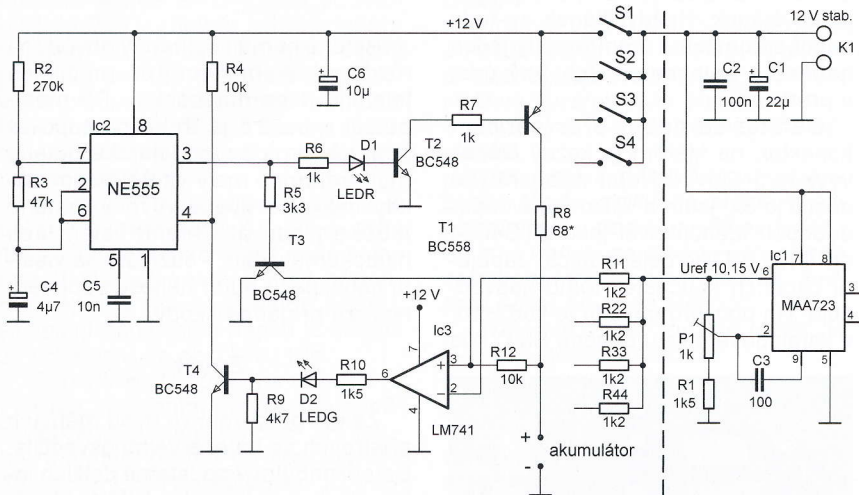 +12 V
S1
12 V stab.
K1
R2
270k
R4
10k
C6
10µ
+
S2
C2
100n
+
C1
22µ
R7
1k
Ic2
8
S3
7
3
D1
T2
BC548
S4
NE555
R6
1k
R3
47k
2
LEDR
R5
3k3
6
4
R8
68*
T3
T1
BC558
5
1
R11
1k2
Uref 10,15 V
Ic1
6
7
8
+
C4
4µ7
C5
10n
BC548
+12 V
MAA723
3
R22
1k2
4
Ic3
P1
1k
2
T4
BC548
R10
7
3
R12
10k
R33
1k2
9
5
6
+
C3
100
1k5
2
−
R9
4k7
D2
LEDG
4
R44
1k2
R1
1k5
LM741
+
akumulátor
-